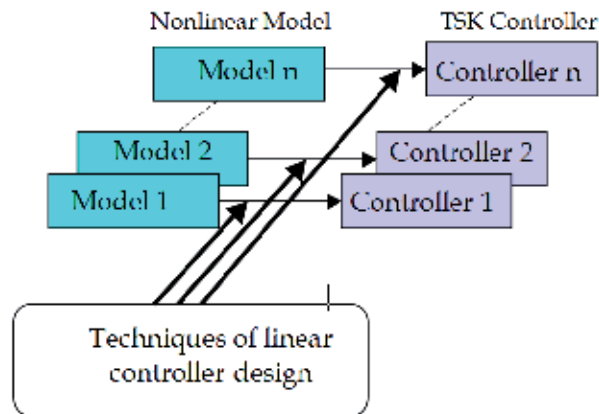 Nonlinear Model
TSK Controller
Model n
Controller n
Model 2
Controller 2
Model 1
Controller 1
Techniques of linear
controller design